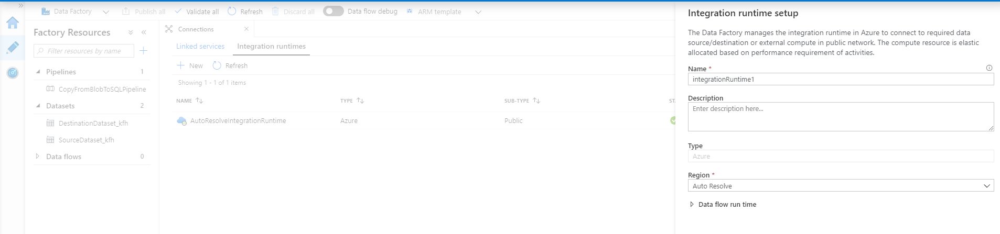 Data Factory
Publish all
Validate all
Refresh
Discard all
Data flow debug
ARM template
Factory Resources
Filter resources by name
Pipelines 1
CopyFromBlobToSQLPipeline
Datasets 2
DestinationDataset_kfh
SourceDataset_kfh
Data flows 0
Connections
Linked services
Integration runtimes
New
Refresh
Showing 1 - 1 of 1 items
NAME TYPE SUB-TYPE STA
AutoResolveIntegrationRuntime Azure Public
Integration runtime setup
The Data Factory manages the integration runtime in Azure to connect to required data
source/destination or external compute in public network. The compute resource is elastic
allocated based on performance requirement of activities.
Name *
integrationRuntime1
Description
Enter description here...
Type
Azure
Region *
Auto Resolve
Data flow run time